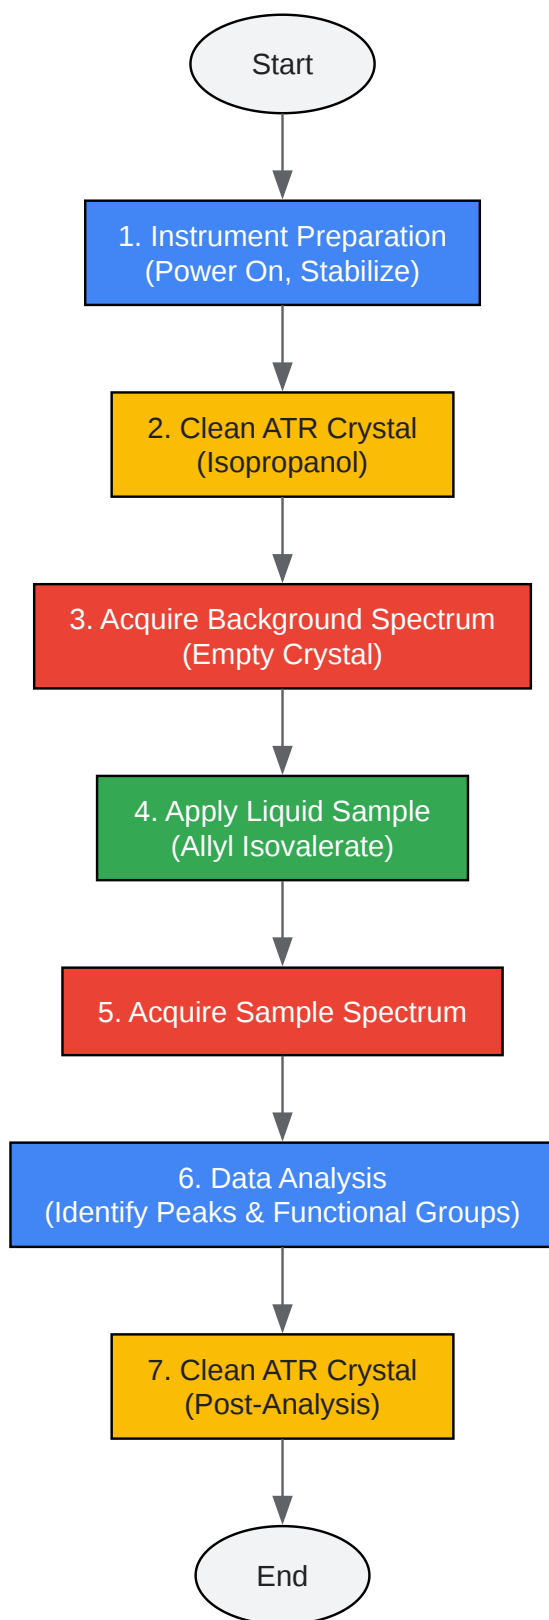 Start
1. Instrument Preparation
(Power On, Stabilize)
2. Clean ATR Crystal
(Isopropanol)
3. Acquire Background Spectrum
(Empty Crystal)
4. Apply Liquid Sample
(Allyl Isovalerate)
5. Acquire Sample Spectrum
6. Data Analysis
(Identify Peaks & Functional Groups)
7. Clean ATR Crystal
(Post-Analysis)
End